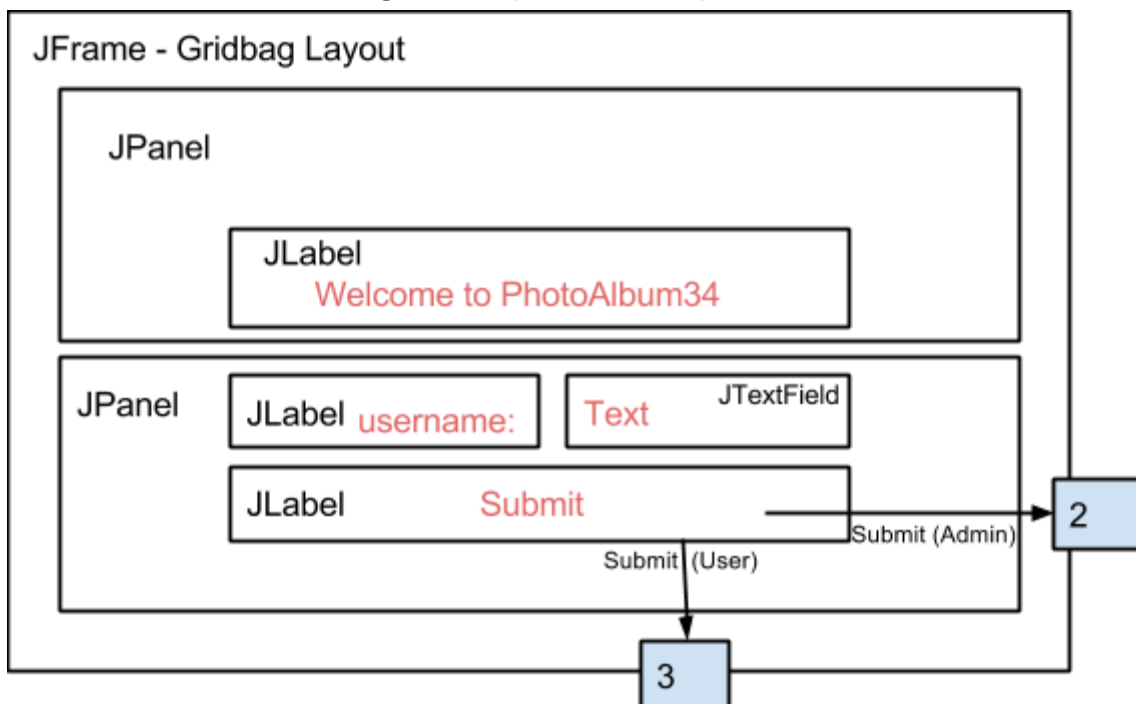 JFrame - Gridbag Layout
JPanel
JLabel
Welcome to PhotoAlbum34
JPanel
JLabel username:
Text
JTextField
JLabel
Submit
2
Submit (Admin)
Submit (User)
3